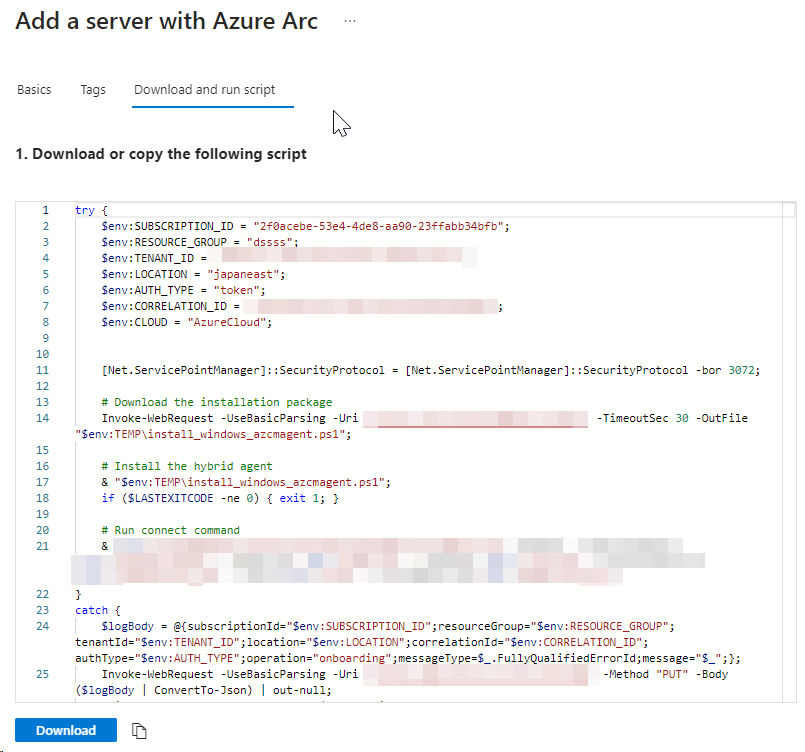 Add a server with Azure Arc ...
Basics Tags Download and run script
1. Download or copy the following script
1 try {
2 $env:SUBSCRIPTION_ID = "2f0acebe-53e4-4de8-aa90-23ffabb34bfb";
3 $env:RESOURCE_GROUP = "dssss";
4 $env:TENANT_ID =
5 $env:LOCATION = "japaneast";
6 $env:AUTH_TYPE = "token";
7 $env:CORRELATION_ID = ;
8 $env:CLOUD = "AzureCloud";
9
10
11 [Net.ServicePointManager]::SecurityProtocol = [Net.ServicePointManager]::SecurityProtocol -bor 3072;
12
13 # Download the installation package
14 Invoke-WebRequest -UseBasicParsing -Uri -TimeoutSec 30 -OutFile
"$env:TEMP\install_windows_azcmagent.ps1";
15
16 # Install the hybrid agent
17 & "$env:TEMP\install_windows_azcmagent.ps1";
18 if ($LASTEXITCODE -ne 0) { exit 1; }
19
20 # Run connect command
21 &
22 }
23 catch {
24 $logBody = @{subscriptionId="$env:SUBSCRIPTION_ID";resourceGroup="$env:RESOURCE_GROUP";
tenantId="$env:TENANT_ID";location="$env:LOCATION";correlationId="$env:CORRELATION_ID";
authType="$env:AUTH_TYPE";operation="onboarding";messageType=$_.FullyQualifiedErrorId;message="$_";};
25 Invoke-WebRequest -UseBasicParsing -Uri -Method "PUT" -Body
($logBody | ConvertTo-Json) | out-null;
Download